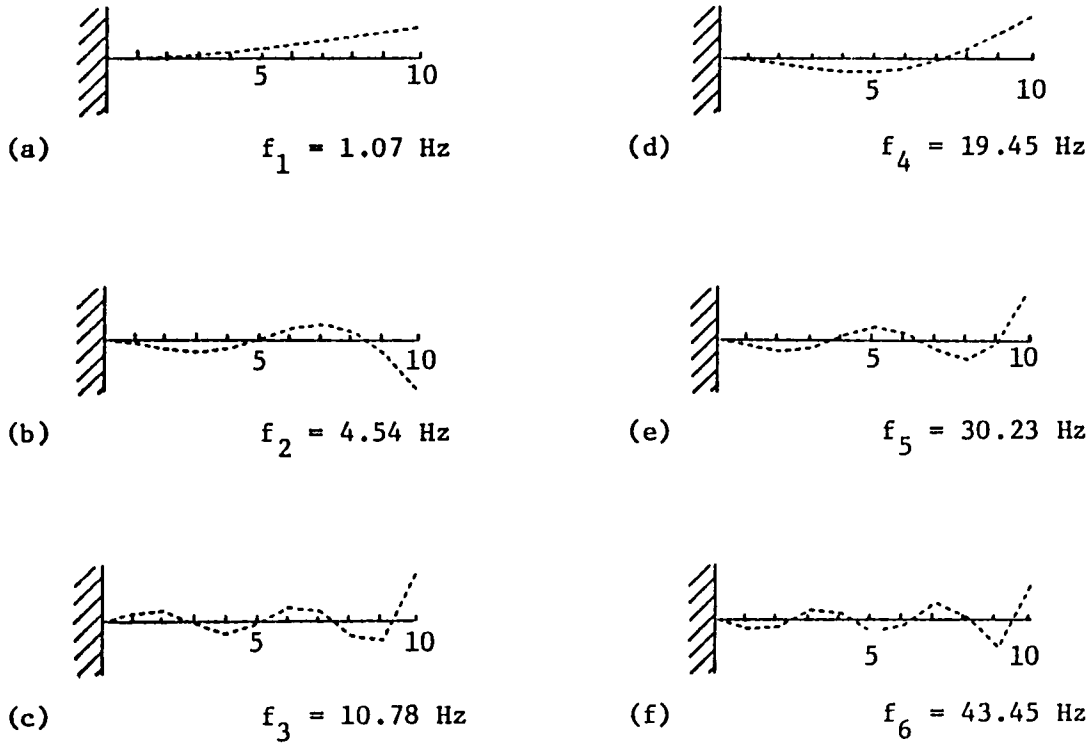 5 10
(a) f1 = 1.07 Hz
5 10
(d) f4 = 19.45 Hz
5 10
(b) f2 = 4.54 Hz
5 10
(e) f5 = 30.23 Hz
5 10
(c) f3 = 10.78 Hz
5 10
(f) f6 = 43.45 Hz